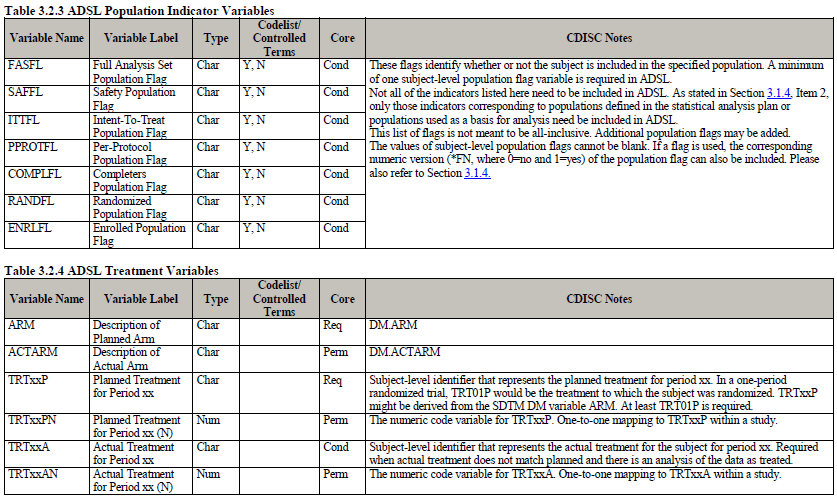 Table 3.2.3 ADSL Population Indicator Variables
Variable Name Variable Label Type Codelist/ Controlled Terms Core CDISC Notes
FASFL Full Analysis Set Population Flag Char Y, N Cond
SAFFL Safety Population Flag Char Y, N Cond
ITTFL Intent-To-Treat Population Flag Char Y, N Cond
PPROTFL Per-Protocol Population Flag Char Y, N Cond
COMPLFL Completers Population Flag Char Y, N Cond
RANDFL Randomized Population Flag Char Y, N Cond
ENRLFL Enrolled Population Flag Char Y, N Cond
These flags identify whether or not the subject is included in the specified population. A minimum
of one subject-level population flag variable is required in ADSL.
Not all of the indicators listed here need to be included in ADSL. As stated in Section 3.1.4, Item 2,
only those indicators corresponding to populations defined in the statistical analysis plan or
populations used as a basis for analysis need be included in ADSL.
This list of flags is not meant to be all-inclusive. Additional population flags may be added.
The values of subject-level population flags cannot be blank. If a flag is used, the corresponding
numeric version (*FN, where 0=no and 1=yes) of the population flag can also be included. Please
also refer to Section 3.1.4.
Table 3.2.4 ADSL Treatment Variables
Variable Name Variable Label Type Codelist/ Controlled Terms Core CDISC Notes
ARM Description of Planned Arm Char Req DM.ARM
ACTARM Description of Actual Arm Char Perm DM.ACTARM
TRTxxP Planned Treatment for Period xx Char Req Subject-level identifier that represents the planned treatment for period xx. In a one-period
randomized trial, TRT01P would be the treatment to which the subject was randomized. TRTxxP
might be derived from the SDTM DM variable ARM. At least TRT01P is required.
TRTxxPN Planned Treatment for Period xx (N) Num Perm The numeric code variable for TRTxxP. One-to-one mapping to TRTxxP within a study.
TRTxxA Actual Treatment for Period xx Char Cond Subject-level identifier that represents the actual treatment for the subject for period xx. Required
when actual treatment does not match planned and there is an analysis of the data as treated.
TRTxxAN Actual Treatment for Period xx (N) Num Perm The numeric code variable for TRTxxA. One-to-one mapping to TRTxxA within a study.